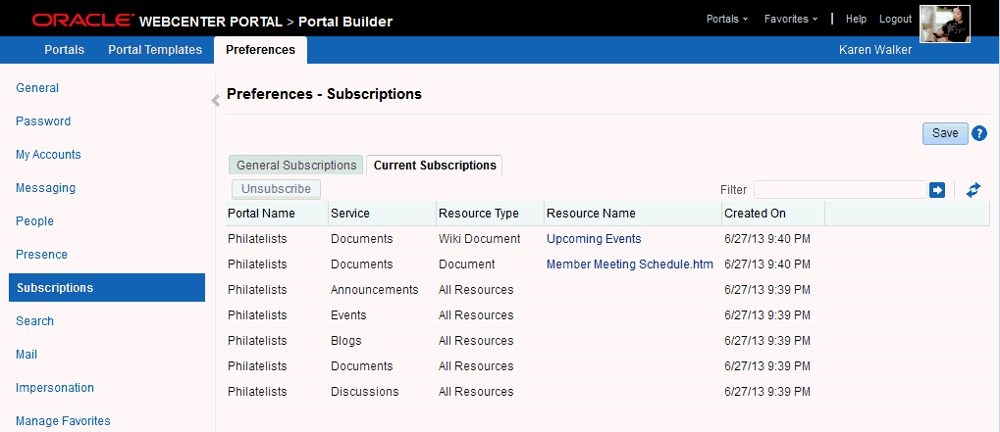 ORACLE WEBCENTER PORTAL > Portal Builder Portals Favorites | Help Logout
Portals Portal Templates Preferences Karen Walker
General
Password
My Accounts
Messaging
People
Presence
Subscriptions
Search
Mail
Impersonation
Manage Favorites
Preferences - Subscriptions
Save ?
General Subscriptions Current Subscriptions
Unsubscribe Filter
Portal Name Service Resource Type Resource Name Created On
Philatelists Documents Wiki Document Upcoming Events 6/27/13 9:40 PM
Philatelists Documents Document Member Meeting Schedule.htm 6/27/13 9:40 PM
Philatelists Announcements All Resources 6/27/13 9:39 PM
Philatelists Events All Resources 6/27/13 9:39 PM
Philatelists Blogs All Resources 6/27/13 9:39 PM
Philatelists Documents All Resources 6/27/13 9:39 PM
Philatelists Discussions All Resources 6/27/13 9:39 PM